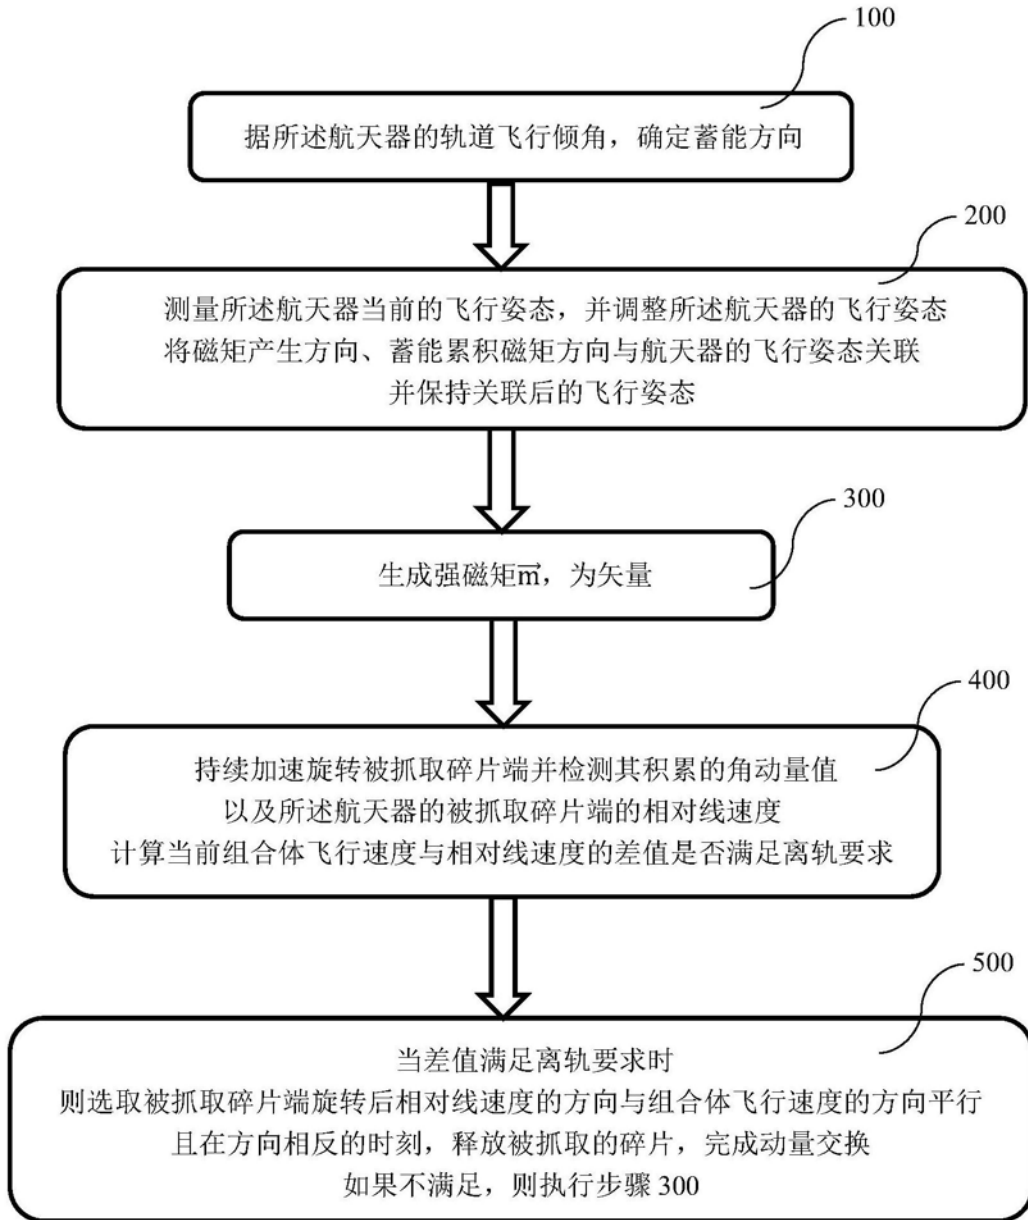 100
据所述航天器的轨道飞行倾角，确定蓄能方向
200
测量所述航天器当前的飞行姿态，并调整所述航天器的飞行姿态
将磁矩产生方向、蓄能累积磁矩方向与航天器的飞行姿态关联
并保持关联后的飞行姿态
300
生成强磁矩m⃗，为矢量
400
持续加速旋转被抓取碎片端并检测其积累的角动量值
以及所述航天器的被抓取碎片端的相对线速度
计算当前组合体飞行速度与相对线速度的差值是否满足离轨要求
500
当差值满足离轨要求时
则选取被抓取碎片端旋转后相对线速度的方向与组合体飞行速度的方向平行
且在方向相反的时刻，释放被抓取的碎片，完成动量交换
如果不满足，则执行步骤300